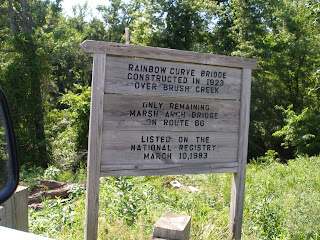 RAINBOW CURVE BRIDGE
CONSTRUCTED IN 1923
OVER BRUSH CREEK
ONLY REMAINING
MARSH ARCH BRIDGE
ON ROUTE 66
LISTED ON THE
NATIONAL REGISTRY
MARCH 10,1983